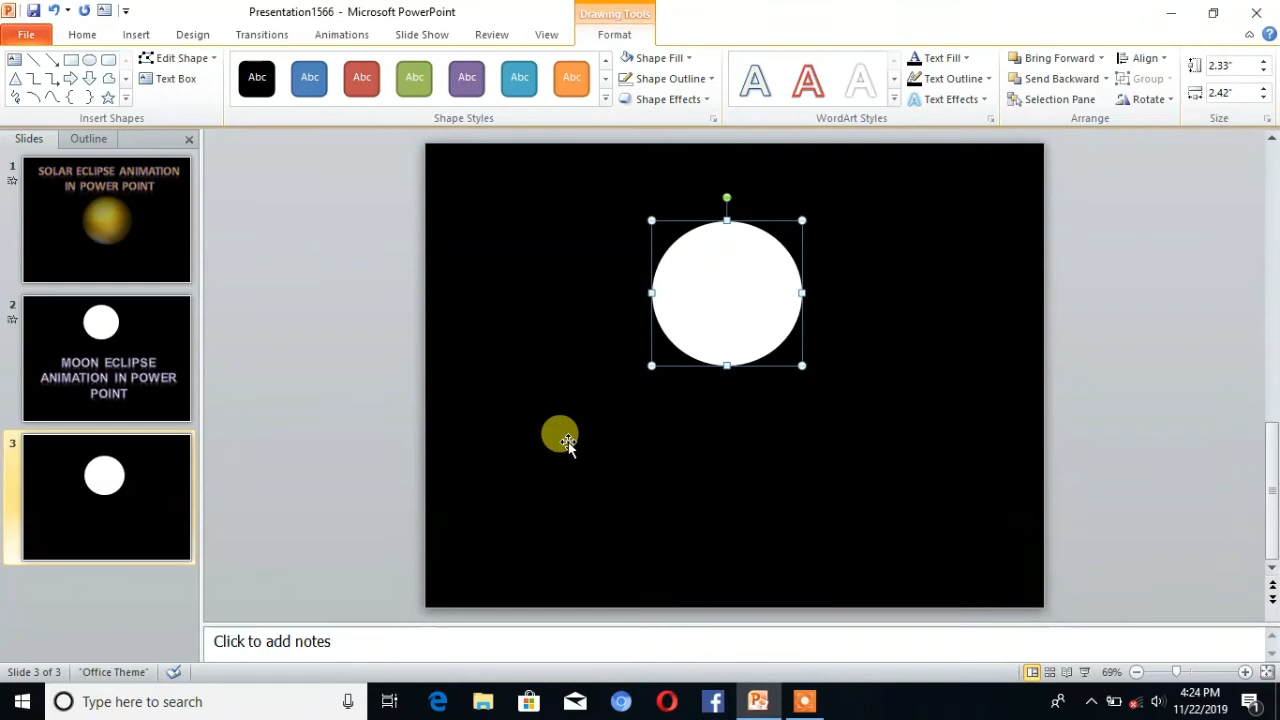 Presentation1566 - Microsoft PowerPoint
Drawing Tools
File Home Insert Design Transitions Animations Slide Show Review View Format
Edit Shape
Text Box
Insert Shapes
Abc Abc Abc Abc Abc Abc Abc
Shape Fill
Shape Outline
Shape Effects
Shape Styles
A A A
Text Fill
Text Outline
Text Effects
WordArt Styles
Bring Forward
Send Backward
Selection Pane
Align
Group
Rotate
Arrange
2.33"
2.42"
Size
Slides Outline
1
SOLAR ECLIPSE ANIMATION
IN POWER POINT
2
MOON ECLIPSE
ANIMATION IN POWER
POINT
3
Click to add notes
Slide 3 of 3 "Office Theme" 69%
Type here to search
4:24 PM
11/22/2019
1